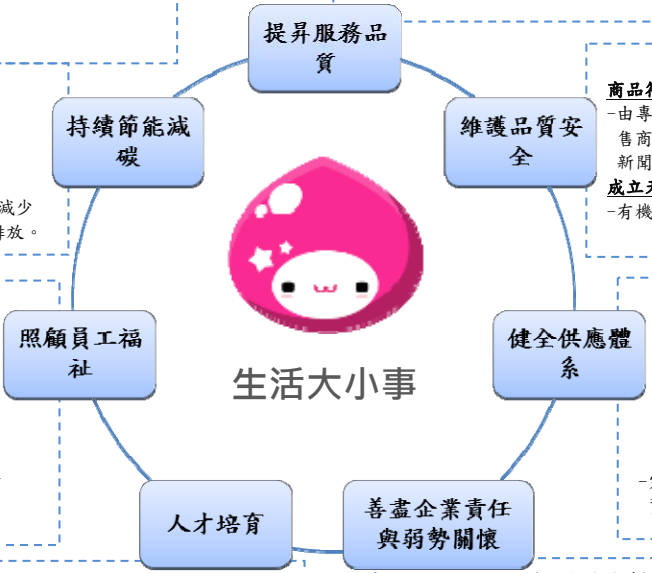 提昇服務品
質
持續節能減
碳
維護品質安
全
商品
-由專
售商
新聞
成立
-有機
減少
排放。
照顧員工福
祉
健全供應體
系
生活大小事
人才培育
善盡企業責任
與弱勢關懷